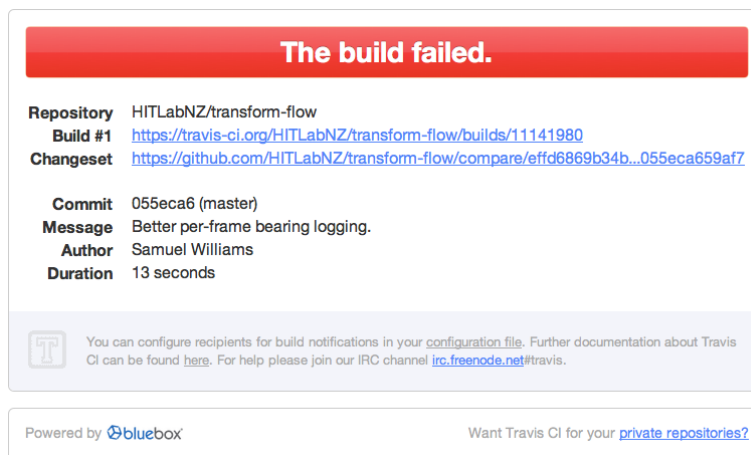 The build failed.
Repository HITLabNZ/transform-flow
Build #1 https://travis-ci.org/HITLabNZ/transform-flow/builds/11141980
Changeset https://github.com/HITLabNZ/transform-flow/compare/effd6869b34b...055eca659af7
Commit 055eca6 (master)
Message Better per-frame bearing logging.
Author Samuel Williams
Duration 13 seconds
T
You can configure recipients for build notifications in your configuration file. Further documentation about Travis
CI can be found here. For help please join our IRC channel irc.freenode.net#travis.
Powered by bluebox
Want Travis CI for your private repositories?